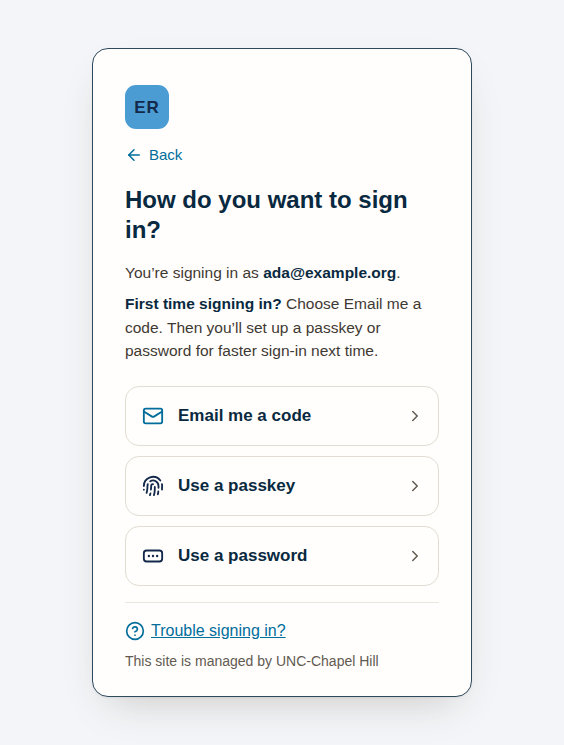 ER
Back
How do you want to sign
in?
You’re signing in as ada@example.org.
First time signing in? Choose Email me a
code. Then you’ll set up a passkey or
password for faster sign-in next time.
Email me a code
Use a passkey
Use a password
Trouble signing in?
This site is managed by UNC-Chapel Hill